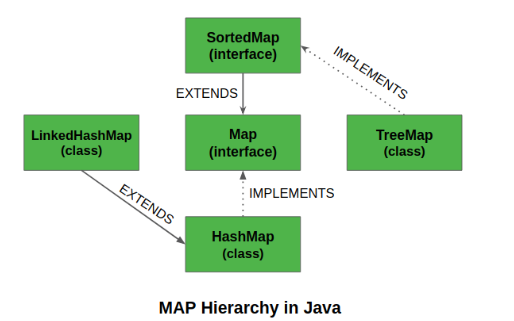 SortedMap
(interface)
IMPLEMENTS
EXTENDS
LinkedHashMap
(class)
Map
(interface)
TreeMap
(class)
EXTENDS
IMPLEMENTS
HashMap
(class)
MAP Hierarchy in Java